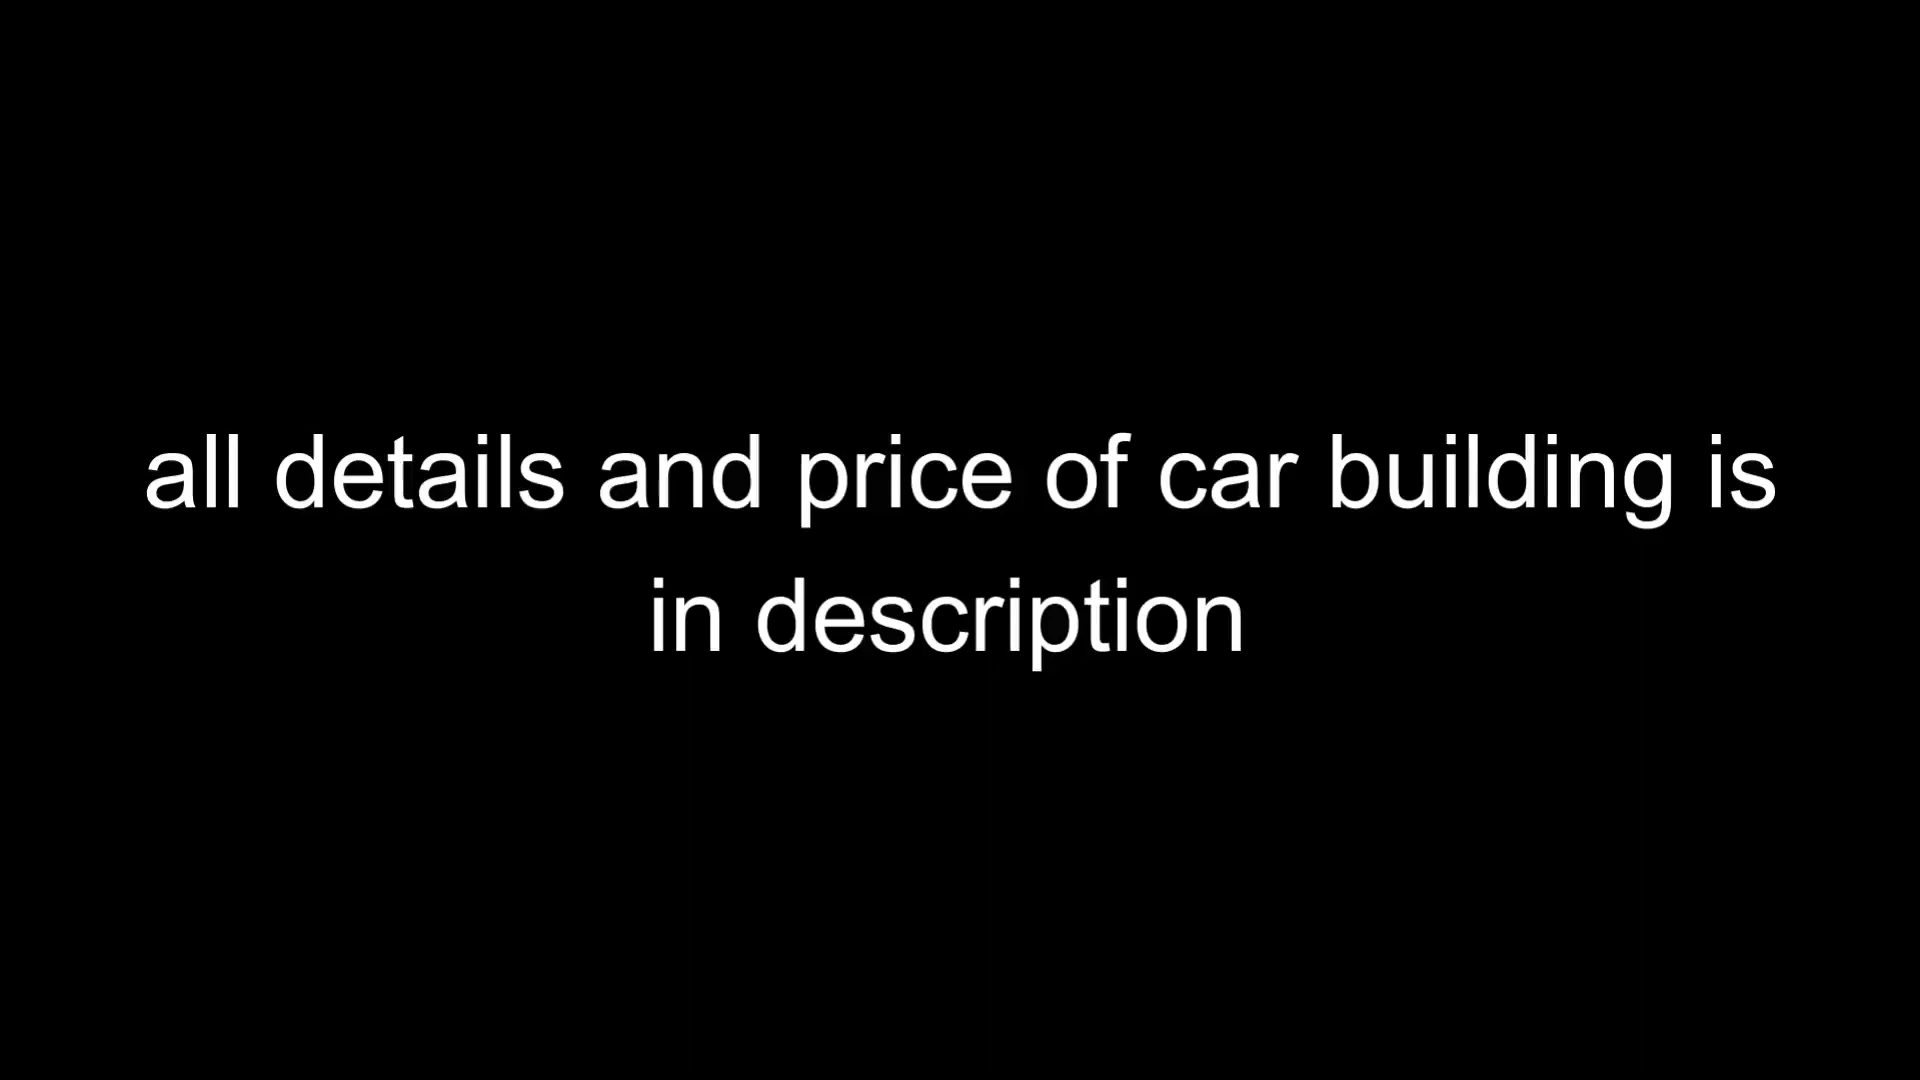 all details and price of car building is
in description